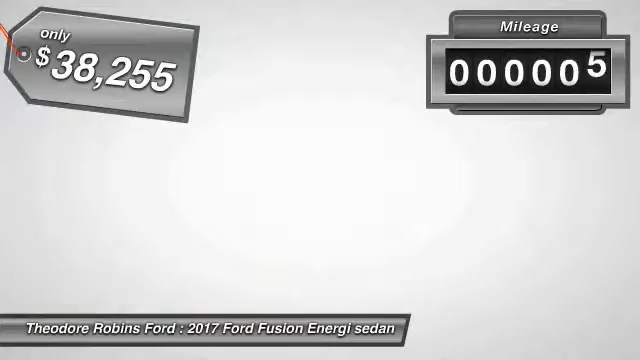 only
$38,255
Mileage
000005
Theodore Robins Ford : 2017 Ford Fusion Energi sedan